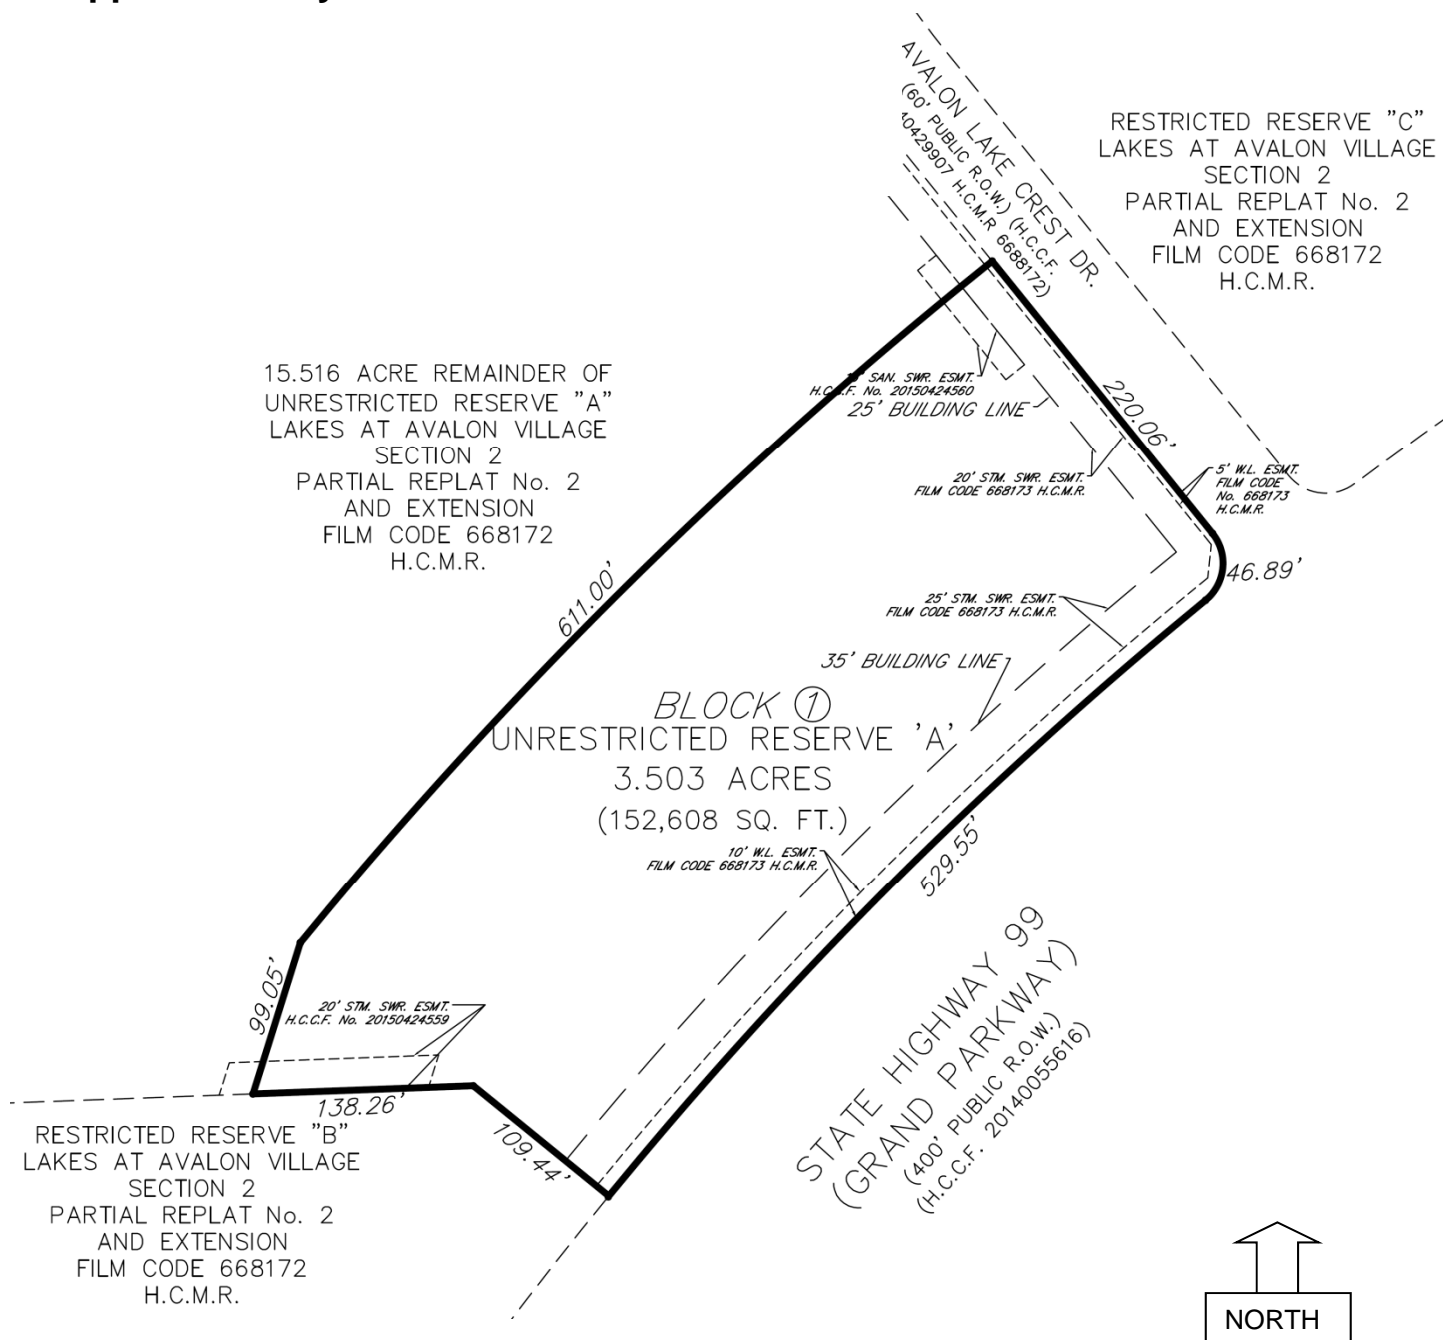 AVALON LAKE CREST DR.
(60' PUBLIC R.O.W.) (H.C.C.F.
40429907 H.C.M.R 6688172)
RESTRICTED RESERVE "C"
LAKES AT AVALON VILLAGE
SECTION 2
PARTIAL REPLAT No. 2
AND EXTENSION
FILM CODE 668172
H.C.M.R.
15.516 ACRE REMAINDER OF
UNRESTRICTED RESERVE "A"
LAKES AT AVALON VILLAGE
SECTION 2
PARTIAL REPLAT No. 2
AND EXTENSION
FILM CODE 668172
H.C.M.R.
SAN. SWR. ESMT.
H.C.C.F. No. 20150424560
25' BUILDING LINE
220.06'
20' STM. SWR. ESMT.
FILM CODE 668173 H.C.M.R.
5' W.L. ESMT.
FILM CODE
No. 668173
H.C.M.R.
46.89'
25' STM. SWR. ESMT.
FILM CODE 668173 H.C.M.R.
611.00'
35' BUILDING LINE
BLOCK 1
UNRESTRICTED RESERVE 'A'
3.503 ACRES
(152,608 SQ. FT.)
10' W.L. ESMT.
FILM CODE 668173 H.C.M.R.
529.55'
99.05'
20' STM. SWR. ESMT.
H.C.C.F. No. 20150424559
138.26'
109.44'
STATE HIGHWAY 99
(GRAND PARKWAY)
(400' PUBLIC R.O.W.)
(H.C.C.F. 20140055616)
RESTRICTED RESERVE "B"
LAKES AT AVALON VILLAGE
SECTION 2
PARTIAL REPLAT No. 2
AND EXTENSION
FILM CODE 668172
H.C.M.R.
NORTH